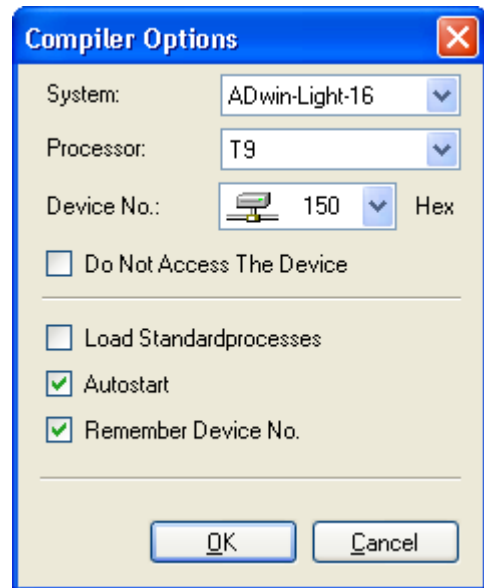 Compiler Options
System: ADwin-Light-16
Processor: T9
Device No.: 150 Hex
Do Not Access The Device
Load Standardprocesses
Autostart
Remember Device No.
OK Cancel